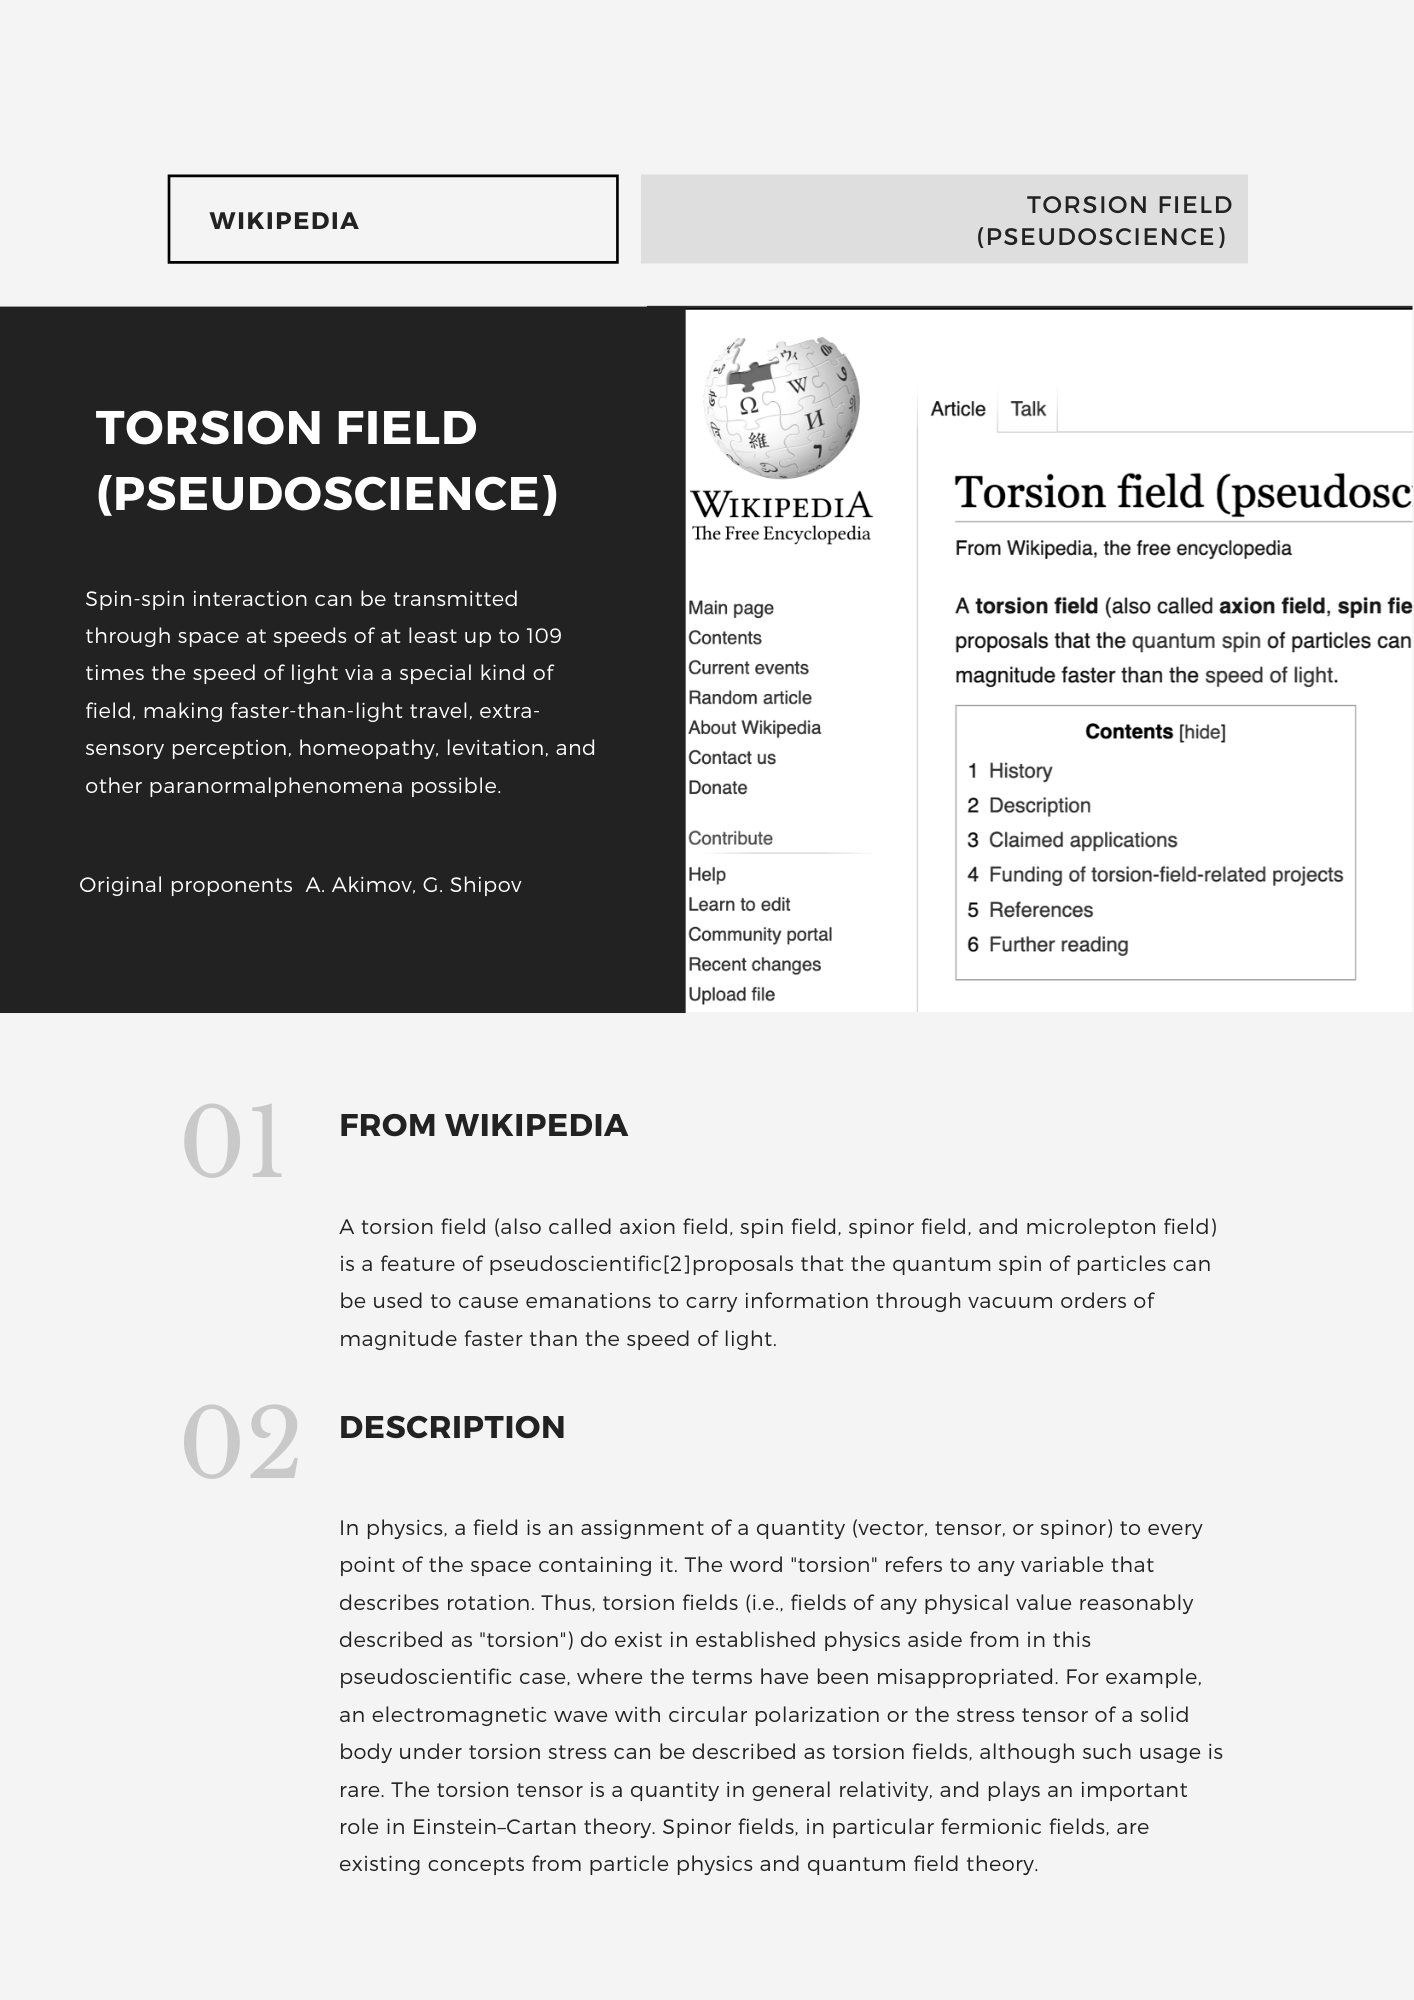 WIKIPEDIA
TORSION FIELD
(PSEUDOSCIENCE)
TORSION FIELD
(PSEUDOSCIENCE)
Spin-spin interaction can be transmitted
through space at speeds of at least up to 109
times the speed of light via a special kind of
field, making faster-than-light travel, extra-
sensory perception, homeopathy, levitation, and
other paranormalphenomena possible.
Original proponents A. Akimov, G. Shipov
Ω
W
И
維
ウィ
WIKIPEDIA
The Free Encyclopedia
Main page
Contents
Current events
Random article
About Wikipedia
Contact us
Donate
Contribute
Help
Learn to edit
Community portal
Recent changes
Upload file
Article Talk
Torsion field (pseudosc
From Wikipedia, the free encyclopedia
A torsion field (also called axion field, spin fie
proposals that the quantum spin of particles can
magnitude faster than the speed of light.
Contents [hide]
1 History
2 Description
3 Claimed applications
4 Funding of torsion-field-related projects
5 References
6 Further reading
01
FROM WIKIPEDIA
A torsion field (also called axion field, spin field, spinor field, and microlepton field)
is a feature of pseudoscientific[2]proposals that the quantum spin of particles can
be used to cause emanations to carry information through vacuum orders of
magnitude faster than the speed of light.
02
DESCRIPTION
In physics, a field is an assignment of a quantity (vector, tensor, or spinor) to every
point of the space containing it. The word "torsion" refers to any variable that
describes rotation. Thus, torsion fields (i.e., fields of any physical value reasonably
described as "torsion") do exist in established physics aside from in this
pseudoscientific case, where the terms have been misappropriated. For example,
an electromagnetic wave with circular polarization or the stress tensor of a solid
body under torsion stress can be described as torsion fields, although such usage is
rare. The torsion tensor is a quantity in general relativity, and plays an important
role in Einstein–Cartan theory. Spinor fields, in particular fermionic fields, are
existing concepts from particle physics and quantum field theory.